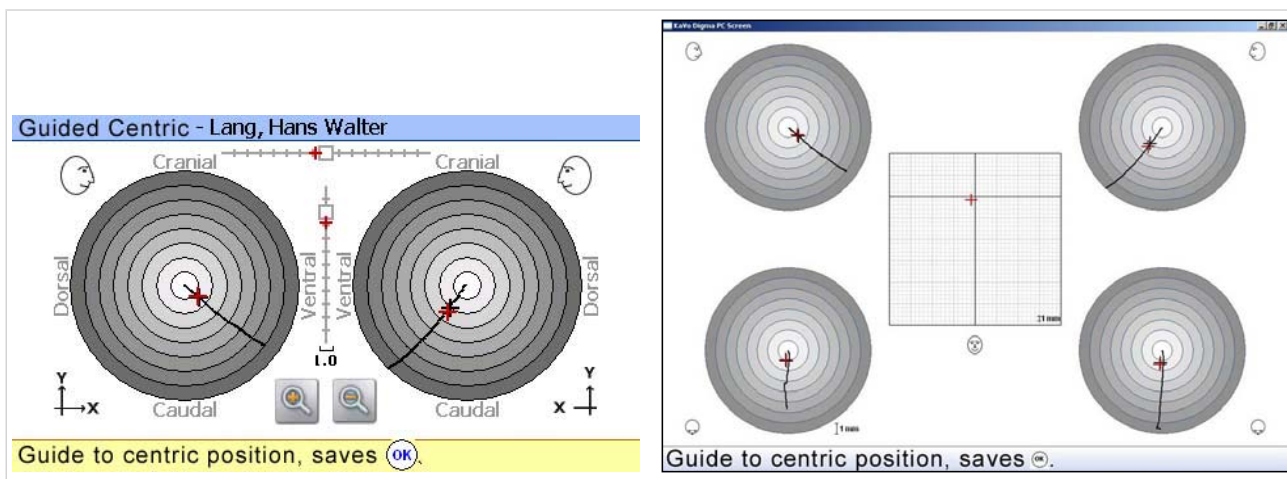 Guided Centric - Lang, Hans Walter
Cranial
Cranial
Dorsal
Ventral
Ventral
Dorsal
1.0
Y
X
Caudal
Caudal
Y
X
Guide to centric position, saves OK.
KaVo Digma PC Screen
1 mm
1 mm
Guide to centric position, saves OK.